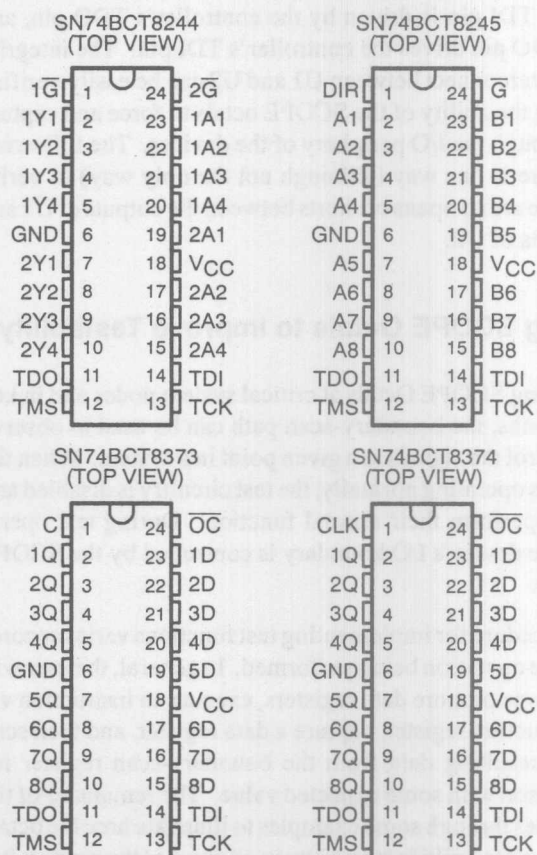 SN74BCT8244
(TOP VIEW)
1G 1 24 2G
1Y1 2 23 1A1
1Y2 3 22 1A2
1Y3 4 21 1A3
1Y4 5 20 1A4
GND 6 19 2A1
2Y1 7 18 VCC
2Y2 8 17 2A2
2Y3 9 16 2A3
2Y4 10 15 2A4
TDO 11 14 TDI
TMS 12 13 TCK
SN74BCT8245
(TOP VIEW)
DIR 1 24 G
A1 2 23 B1
A2 3 22 B2
A3 4 21 B3
A4 5 20 B4
GND 6 19 B5
A5 7 18 VCC
A6 8 17 B6
A7 9 16 B7
A8 10 15 B8
TDO 11 14 TDI
TMS 12 13 TCK
SN74BCT8373
(TOP VIEW)
C 1 24 O̅C̅
1Q 2 23 1D
2Q 3 22 2D
3Q 4 21 3D
4Q 5 20 4D
GND 6 19 5D
5Q 7 18 VCC
6Q 8 17 6D
7Q 9 16 7D
8Q 10 15 8D
TDO 11 14 TDI
TMS 12 13 TCK
SN74BCT8374
(TOP VIEW)
CLK 1 24 O̅C̅
1Q 2 23 1D
2Q 3 22 2D
3Q 4 21 3D
4Q 5 20 4D
GND 6 19 5D
5Q 7 18 VCC
6Q 8 17 6D
7Q 9 16 7D
8Q 10 15 8D
TDO 11 14 TDI
TMS 12 13 TCK